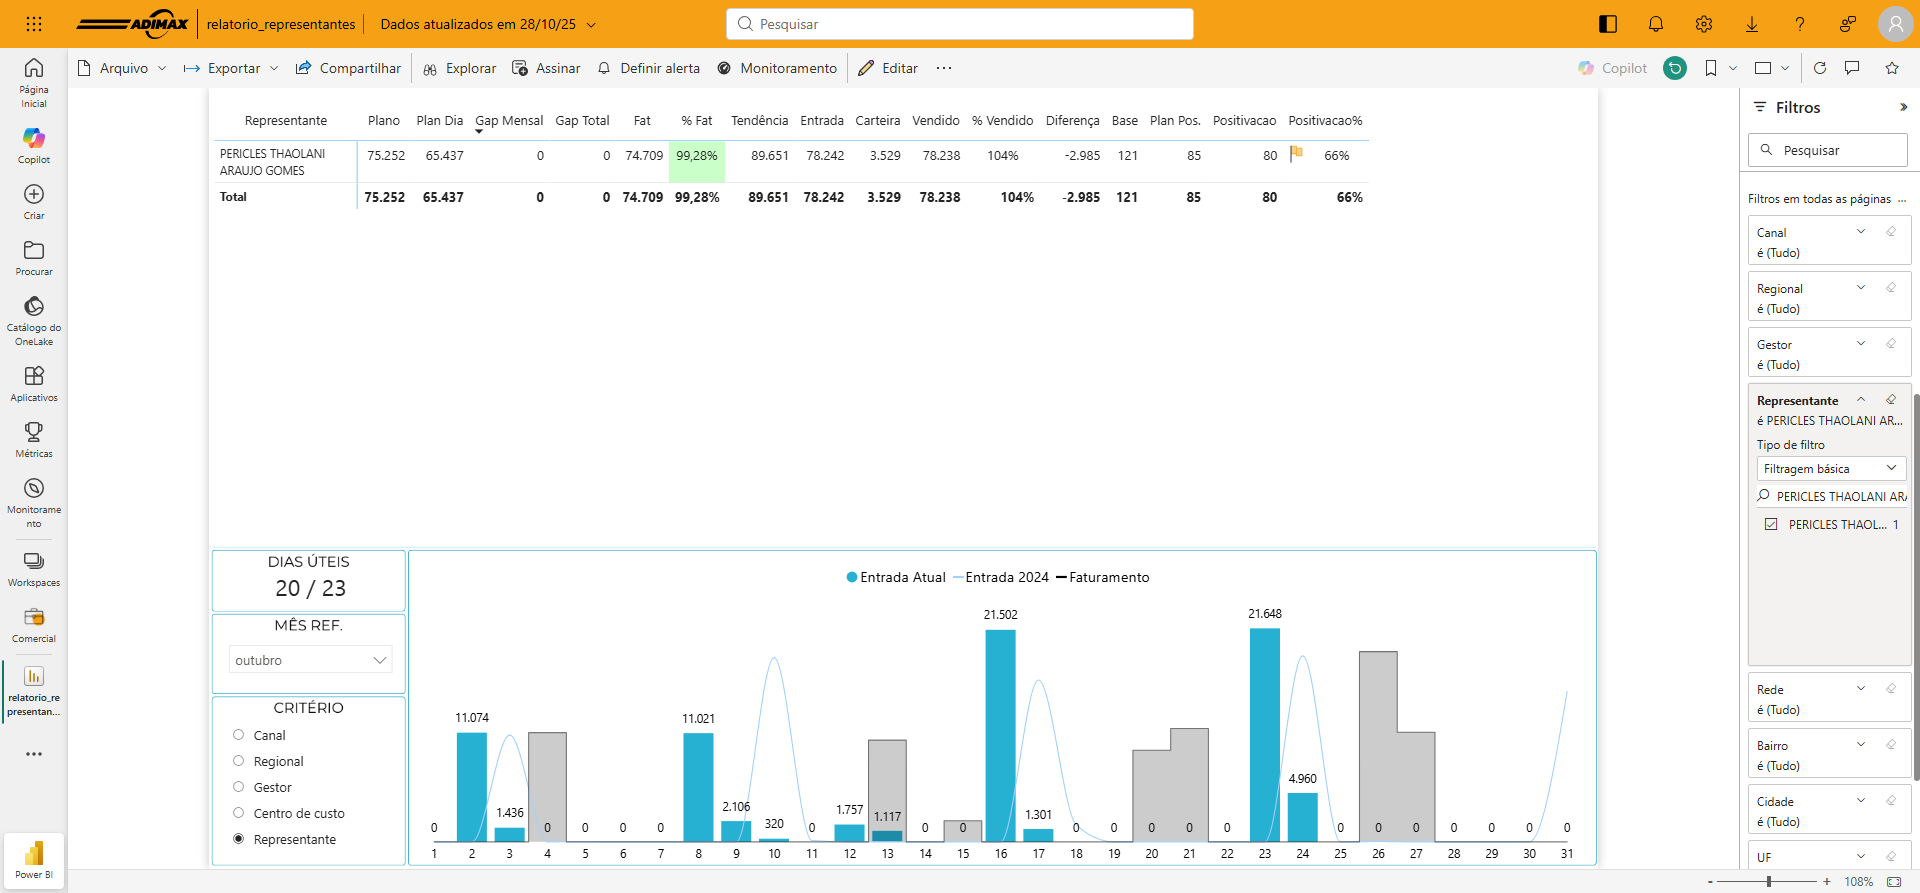 ADIMAX
relatorio_representantes
Dados atualizados em 28/10/25
Pesquisar
Arquivo
Exportar
Compartilhar
Explorar
Assinar
Definir alerta
Monitoramento
Editar
Copilot
Página
Inicial
Copilot
Criar
Procurar
Catálogo do
OneLake
Aplicativos
Métricas
Monitorame
nto
Workspaces
Comercial
relatorio_re
presentan...
Power BI
Representante Plano Plan Dia Gap Mensal Gap Total Fat % Fat Tendência Entrada Carteira Vendido % Vendido Diferença Base Plan Pos. Positivacao Positivacao%
PERICLES THAOLANI
ARAUJO GOMES
75.252 65.437 0 0 74.709 99,28% 89.651 78.242 3.529 78.238 104% -2.985 121 85 80 66%
Total 75.252 65.437 0 0 74.709 99,28% 89.651 78.242 3.529 78.238 104% -2.985 121 85 80 66%
DIAS ÚTEIS
20 / 23
MÊS REF.
outubro
CRITÉRIO
Canal
Regional
Gestor
Centro de custo
Representante
Entrada Atual Entrada 2024 Faturamento
0 11.074 1.436 0 0 0 0 11.021 2.106 320 0 1.757 1.117 0 0 21.502 1.301 0 0 0 0 0 21.648 4.960 0 0 0 0 0 0 0
1 2 3 4 5 6 7 8 9 10 11 12 13 14 15 16 17 18 19 20 21 22 23 24 25 26 27 28 29 30 31
Filtros
Pesquisar
Filtros em todas as páginas ...
Canal
é (Tudo)
Regional
é (Tudo)
Gestor
é (Tudo)
Representante
é PERICLES THAOLANI AR...
Tipo de filtro
Filtragem básica
PERICLES THAOLANI AR
PERICLES THAOL... 1
Rede
é (Tudo)
Bairro
é (Tudo)
Cidade
é (Tudo)
UF
- + 108%